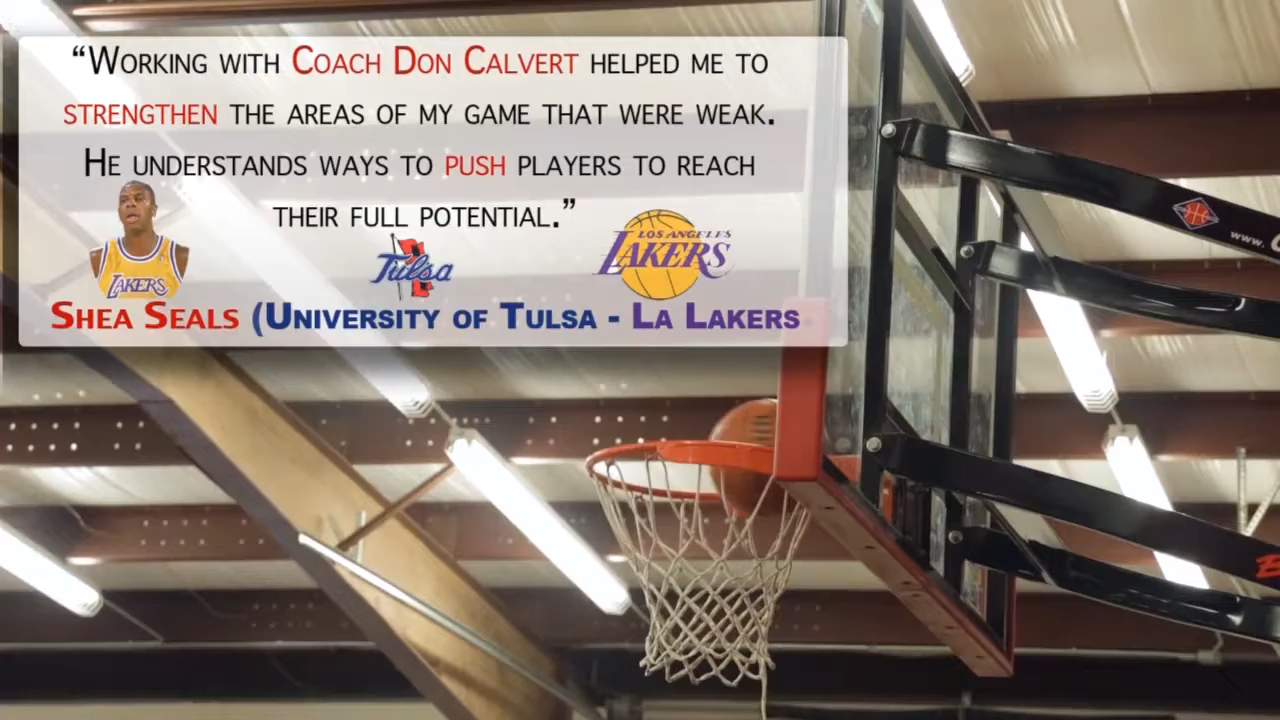 “Working with Coach Don Calvert helped me to
strengthen the areas of my game that were weak.
He understands ways to push players to reach
their full potential.”
LAKERS
Tulsa
LOS ANGELES
LAKERS
Shea Seals (University of Tulsa - La Lakers
www.